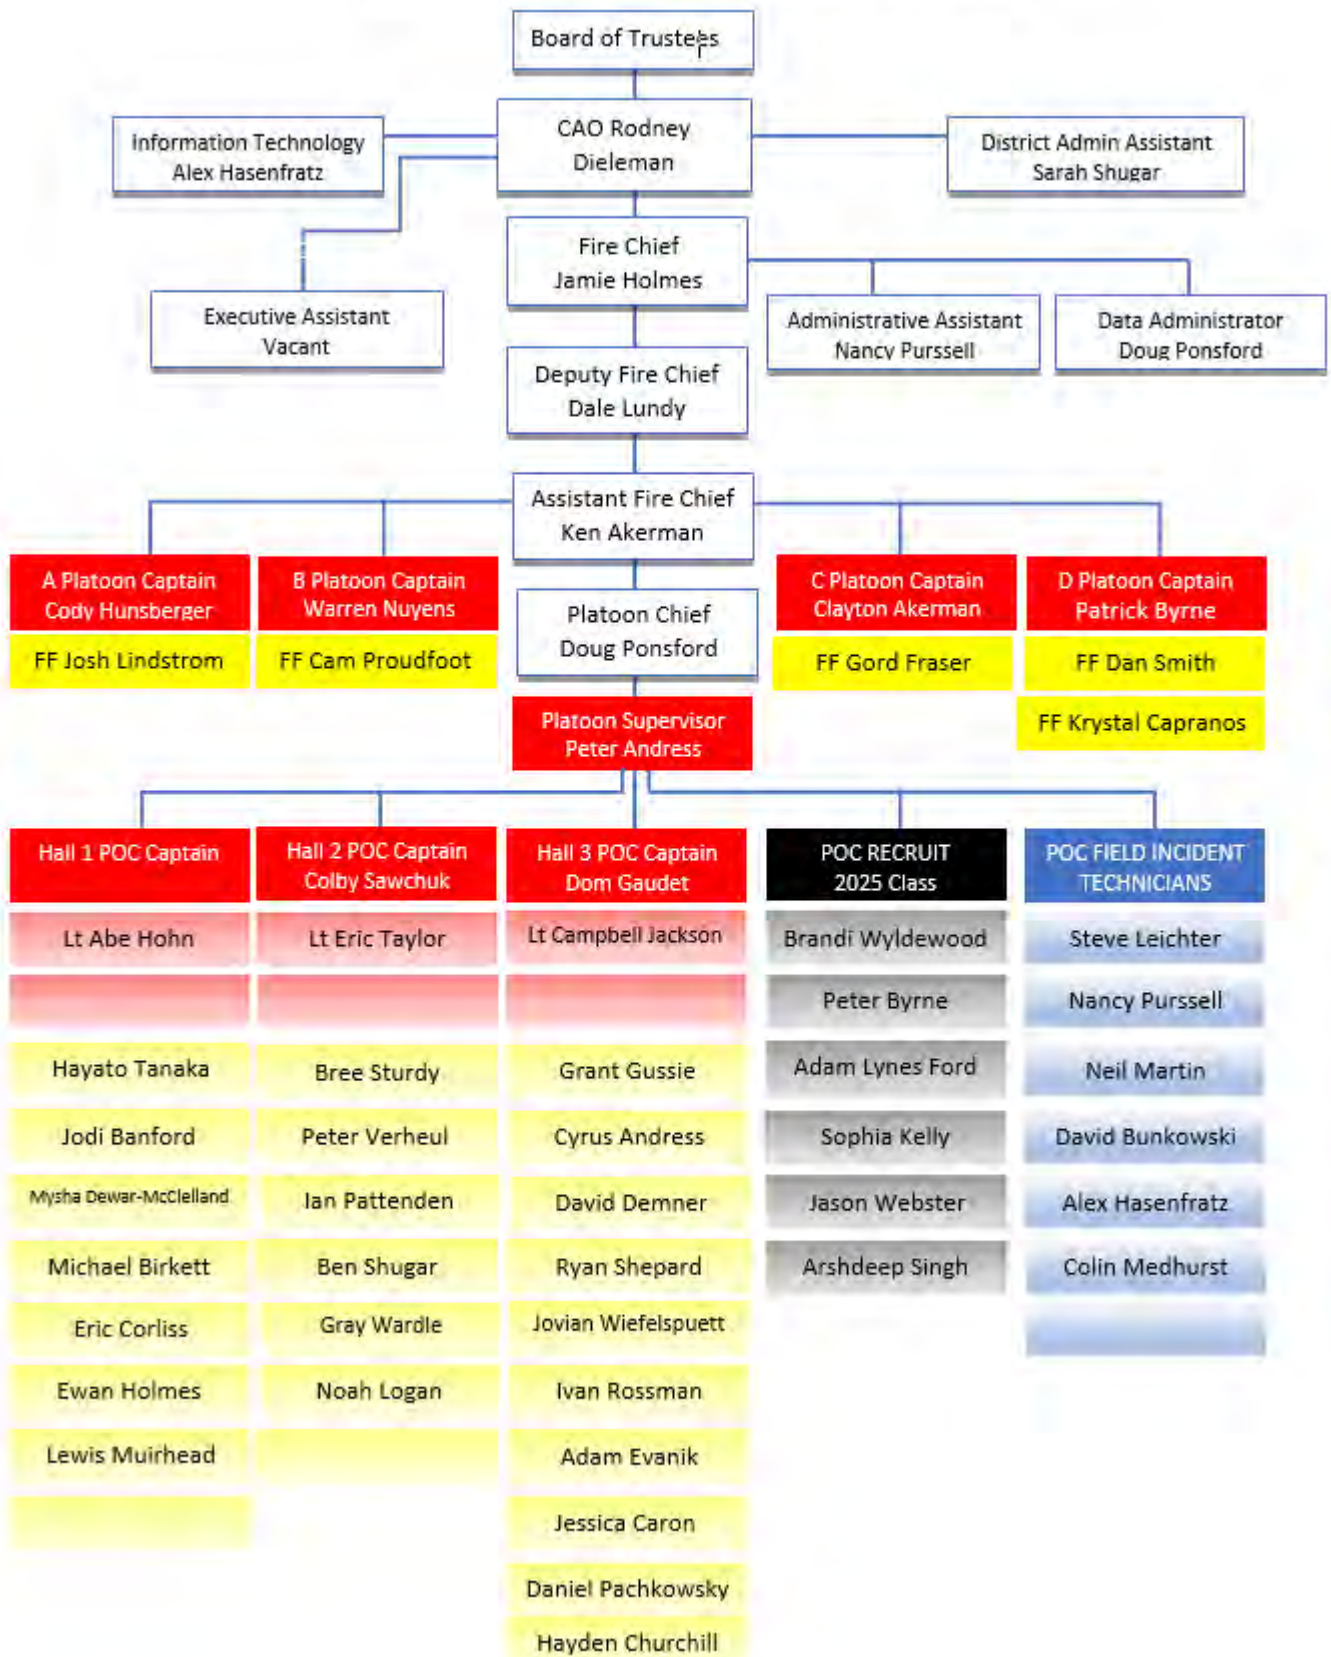 Board of Trustees
CAO Rodney
Dieleman
Information Technology
Alex Hasenfratz
District Admin Assistant
Sarah Shugar
Executive Assistant
Vacant
Fire Chief
Jamie Holmes
Administrative Assistant
Nancy Purssell
Data Administrator
Doug Ponsford
Deputy Fire Chief
Dale Lundy
Assistant Fire Chief
Ken Akerman
A Platoon Captain
Cody Hunsberger
FF Josh Lindstrom
B Platoon Captain
Warren Nuyens
FF Cam Proudfoot
Platoon Chief
Doug Ponsford
C Platoon Captain
Clayton Akerman
FF Gord Fraser
D Platoon Captain
Patrick Byrne
FF Dan Smith
FF Krystal Capranos
Platoon Supervisor
Peter Andress
Hall 1 POC Captain
Lt Abe Hohn
Hayato Tanaka
Jodi Banford
Mysha Dewar-McClelland
Michael Birkett
Eric Corliss
Ewan Holmes
Lewis Muirhead
Hall 2 POC Captain
Colby Sawchuk
Lt Eric Taylor
Bree Sturdy
Peter Verheul
Ian Pattenden
Ben Shugar
Gray Wardle
Noah Logan
Hall 3 POC Captain
Dom Gaudet
Lt Campbell Jackson
Grant Gussie
Cyrus Andress
David Demner
Ryan Shepard
Jovian Wiefelspuett
Ivan Rossman
Adam Evanik
Jessica Caron
Daniel Pachkowsky
Hayden Churchill
POC RECRUIT
2025 Class
Brandi Wyldewood
Peter Byrne
Adam Lynes Ford
Sophia Kelly
Jason Webster
Arshdeep Singh
POC FIELD INCIDENT
TECHNICIANS
Steve Leichter
Nancy Purssell
Neil Martin
David Bunkowski
Alex Hasenfratz
Colin Medhurst